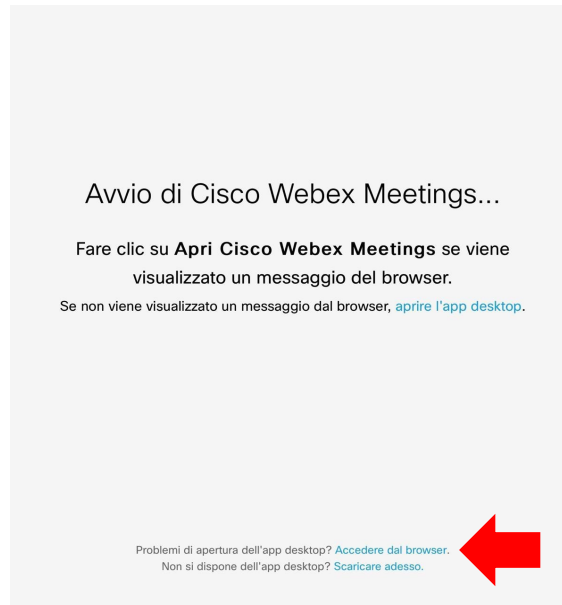 Avvio di Cisco Webex Meetings...
Fare clic su Apri Cisco Webex Meetings se viene
visualizzato un messaggio del browser.
Se non viene visualizzato un messaggio dal browser, aprire l'app desktop.
Problemi di apertura dell'app desktop? Accedere dal browser.
Non si dispone dell'app desktop? Scaricare adesso.